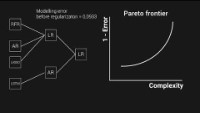 Modelling error
before regularization = 0,0933
Pareto frontier
LR
AR
LR
AR
1 - Error
Complexity